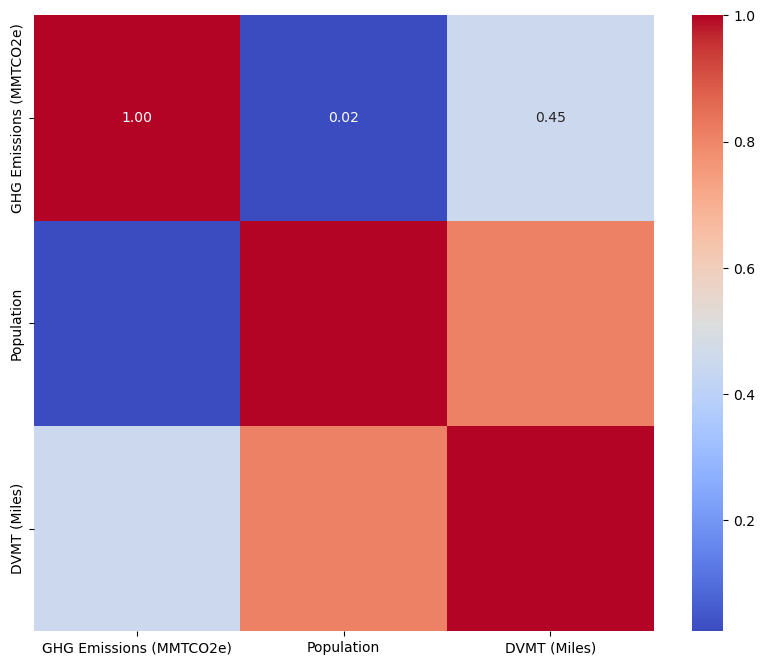 GHG Emissions (MMTCO2e)
1.00
0.02
0.45
Population
DVMT (Miles)
GHG Emissions (MMTCO2e)
Population
DVMT (Miles)
1.0
0.8
0.6
0.4
0.2